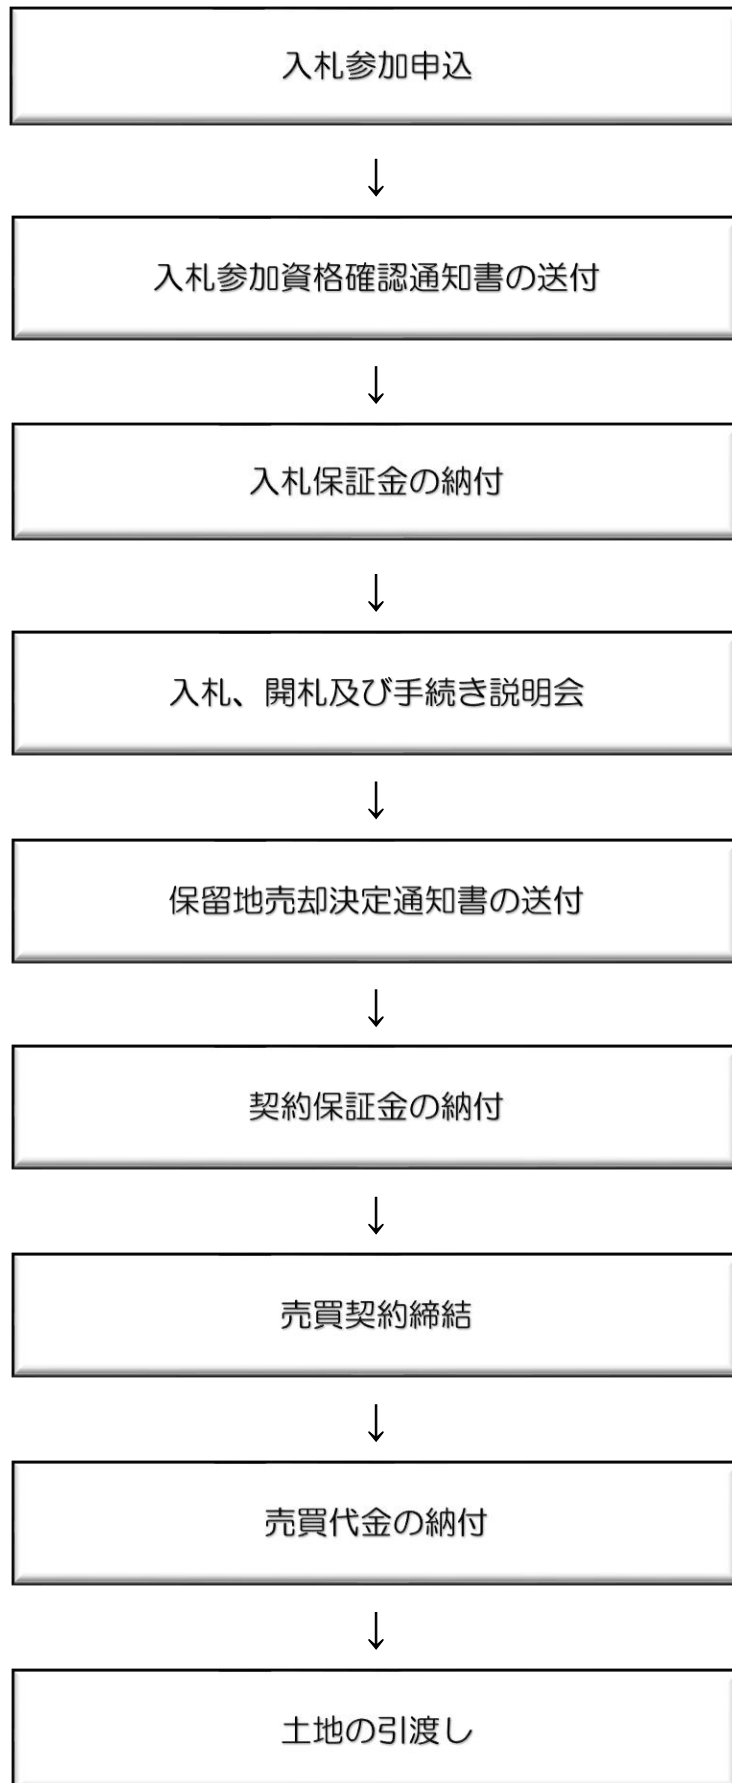 入札参加申込
↓
入札参加資格確認通知書の送付
↓
入札保証金の納付
↓
入札、開札及び手続き説明会
↓
保留地売却決定通知書の送付
↓
契約保証金の納付
↓
売買契約締結
↓
売買代金の納付
↓
土地の引渡し